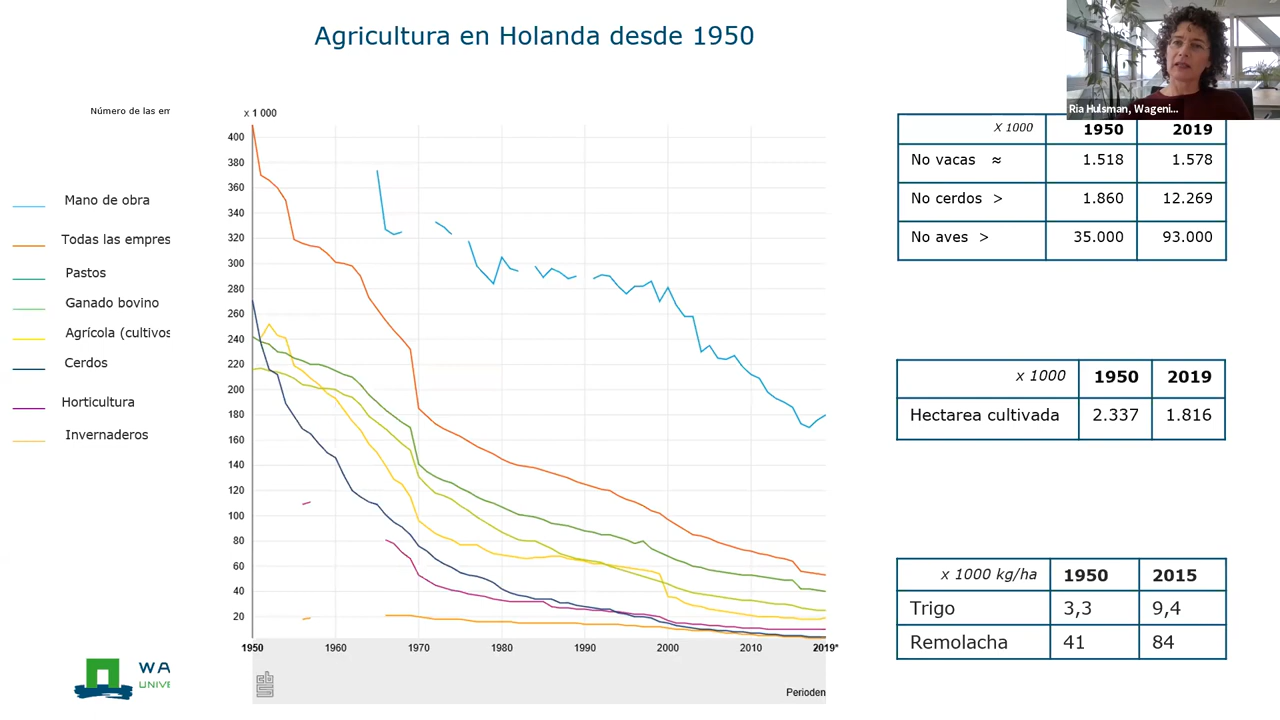 Agricultura en Holanda desde 1950
Ria Hulsman, Wageni...
Número de las em
x 1 000
400
380
360
340
320
300
280
260
240
220
200
180
160
140
120
100
80
60
40
20
1950 1960 1970 1980 1990 2000 2010 2019*
Perioden
Mano de obra
Todas las empres
Pastos
Ganado bovino
Agrícola (cultivos
Cerdos
Horticultura
Invernaderos
X 1000 1950 2019
No vacas ≈ 1.518 1.578
No cerdos > 1.860 12.269
No aves > 35.000 93.000
x 1000 1950 2019
Hectarea cultivada 2.337 1.816
x 1000 kg/ha 1950 2015
Trigo 3,3 9,4
Remolacha 41 84
WA
UNIVE